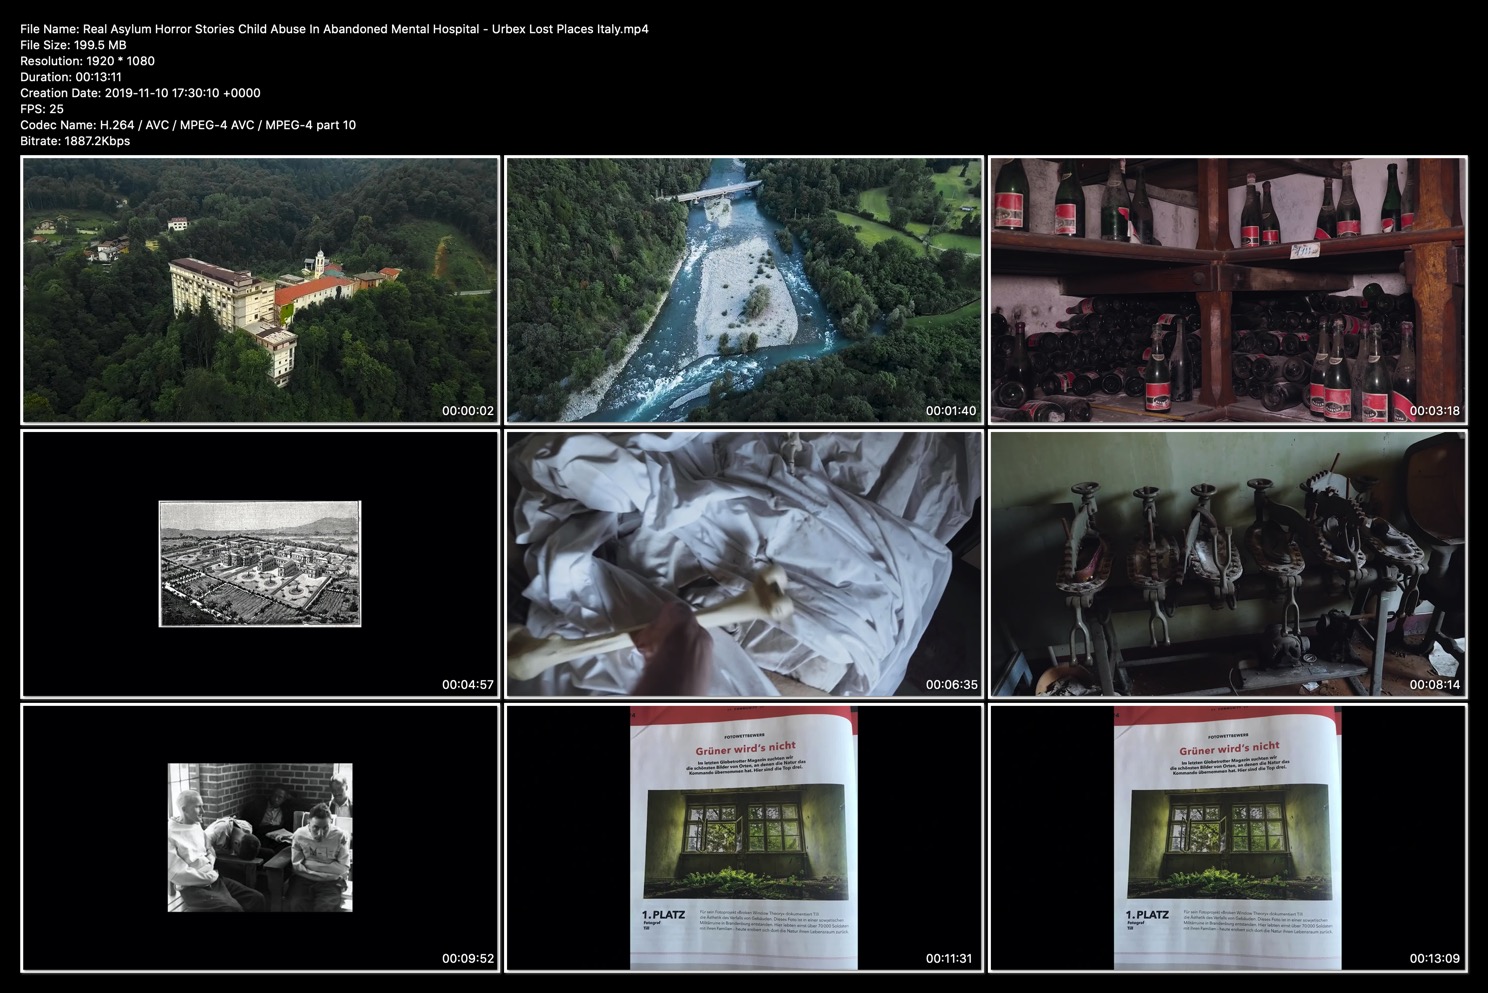 File Name: Real Asylum Horror Stories Child Abuse In Abandoned Mental Hospital - Urbex Lost Places Italy.mp4
File Size: 199.5 MB
Resolution: 1920 * 1080
Duration: 00:13:11
Creation Date: 2019-11-10 17:30:10 +0000
FPS: 25
Codec Name: H.264 / AVC / MPEG-4 AVC / MPEG-4 part 10
Bitrate: 1887.2Kbps
00:00:02
00:01:40
00:03:18
00:04:57
00:06:35
00:08:14
00:09:52
FOTOWETTBEWERB
Grüner wird's nicht
Im letzten Globetrotter Magazin suchten wir
die schönsten Bilder von Orten, an denen die Natur das
Kommando übernommen hat. Hier sind die Top drei.
1. PLATZ
Fotograf
Till
00:11:31
FOTOWETTBEWERB
Grüner wird's nicht
Im letzten Globetrotter Magazin suchten wir
die schönsten Bilder von Orten, an denen die Natur das
Kommando übernommen hat. Hier sind die Top drei.
1. PLATZ
Fotograf
Till
00:13:09